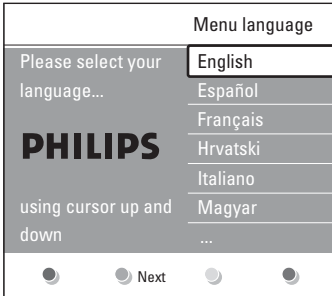 Menu language
Please select your
language...
PHILIPS
using cursor up and
down
English
Español
Français
Hrvatski
Italiano
Magyar
...
Next